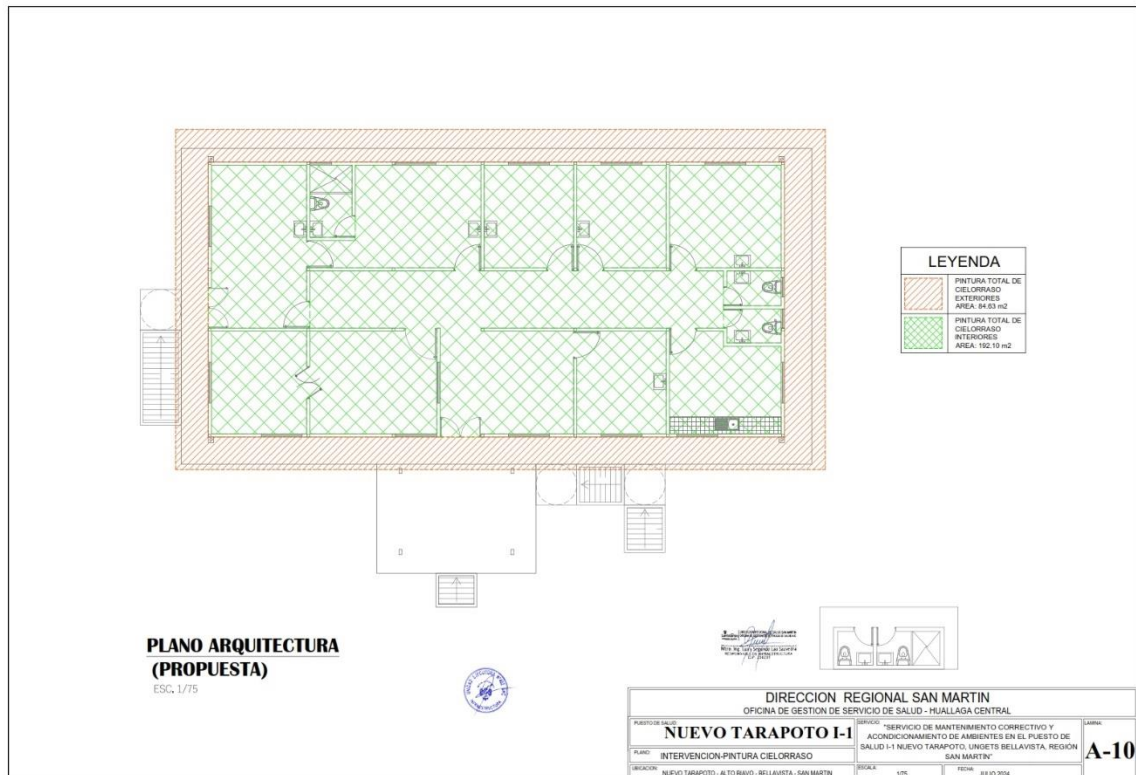 LEYENDA
PINTURA TOTAL DE
CIELORRASO
EXTERIORES
AREA: 84.63 m2
PINTURA TOTAL DE
CIELORRASO
INTERIORES
AREA: 192.10 m2
PLANO ARQUITECTURA
(PROPUESTA)
ESC. 1/75
DIRECCION REGIONAL SAN MARTIN
OFICINA DE GESTION DE SERVICIO DE SALUD - HUALLAGA CENTRAL
PUESTO DE SALUD:
NUEVO TARAPOTO I-1
PLANO:
INTERVENCION-PINTURA CIELORRASO
UBICACION:
NUEVO TARAPOTO - ALTO BIAVO - BELLAVISTA - SAN MARTIN
SERVICIO:
"SERVICIO DE MANTENIMIENTO CORRECTIVO Y
ACONDICIONAMIENTO DE AMBIENTES EN EL PUESTO DE
SALUD I-1 NUEVO TARAPOTO, UNGETS BELLAVISTA, REGIÓN
SAN MARTIN"
ESCALA:
1/75
FECHA:
JULIO 2024
LAMINA:
A-10